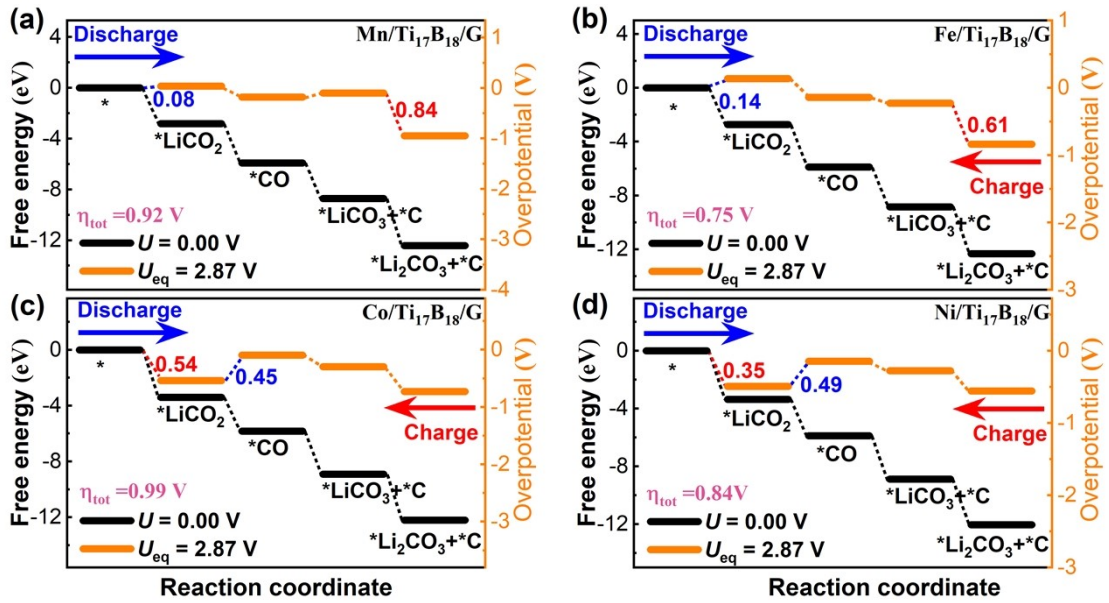 (a)
Discharge
Mn/Ti₁₇B₁₈/G
Free energy (eV)
4
0
-4
-8
-12
*
0.08
*LiCO₂
*CO
*LiCO₃+*C
0.84
*Li₂CO₃+*C
ηtot =0.92 V
U = 0.00 V
Ueq = 2.87 V
1
0
-1
-2
-3
-4
Overpotential (V)
(b)
Discharge
Fe/Ti₁₇B₁₈/G
Free energy (eV)
4
0
-4
-8
-12
*
0.14
*LiCO₂
*CO
*LiCO₃+*C
0.61
Charge
*Li₂CO₃+*C
ηtot =0.75 V
U = 0.00 V
Ueq = 2.87 V
1
0
-1
-2
-3
Overpotential (V)
(c)
Discharge
Co/Ti₁₇B₁₈/G
Free energy (eV)
0
-4
-8
-12
*
0.54
0.45
*LiCO₂
*CO
Charge
*LiCO₃+*C
*Li₂CO₃+*C
ηtot =0.99 V
U = 0.00 V
Ueq = 2.87 V
0
-1
-2
-3
Overpotential (V)
Reaction coordinate
(d)
Discharge
Ni/Ti₁₇B₁₈/G
Free energy (eV)
0
-4
-8
-12
*
0.35
0.49
*LiCO₂
*CO
Charge
*LiCO₃+*C
*Li₂CO₃+*C
ηtot =0.84V
U = 0.00 V
Ueq = 2.87 V
1
0
-1
-2
-3
Overpotential (V)
Reaction coordinate